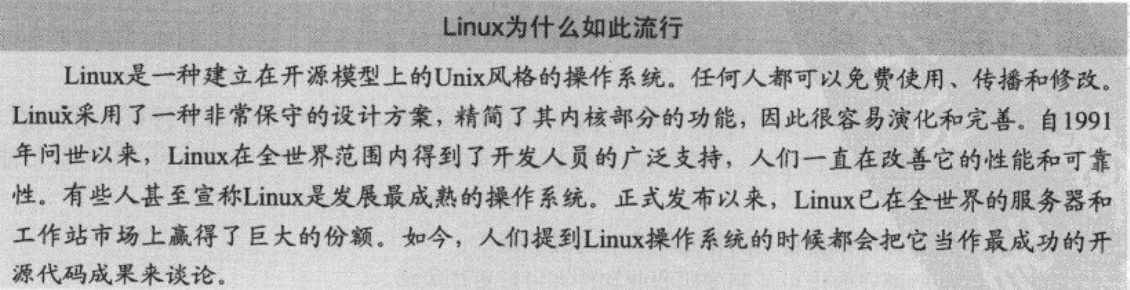 Linux为什么如此流行
Linux是一种建立在开源模型上的Unix风格的操作系统。任何人都可以免费使用、传播和修改。
Linux采用了一种非常保守的设计方案，精简了其内核部分的功能，因此很容易演化和完善。自1991
年问世以来，Linux在全世界范围内得到了开发人员的广泛支持，人们一直在改善它的性能和可靠
性。有些人甚至宣称Linux是发展最成熟的操作系统。正式发布以来，Linux已在全世界的服务器和
工作站市场上赢得了巨大的份额。如今，人们提到Linux操作系统的时候都会把它当作最成功的开
源代码成果来谈论。